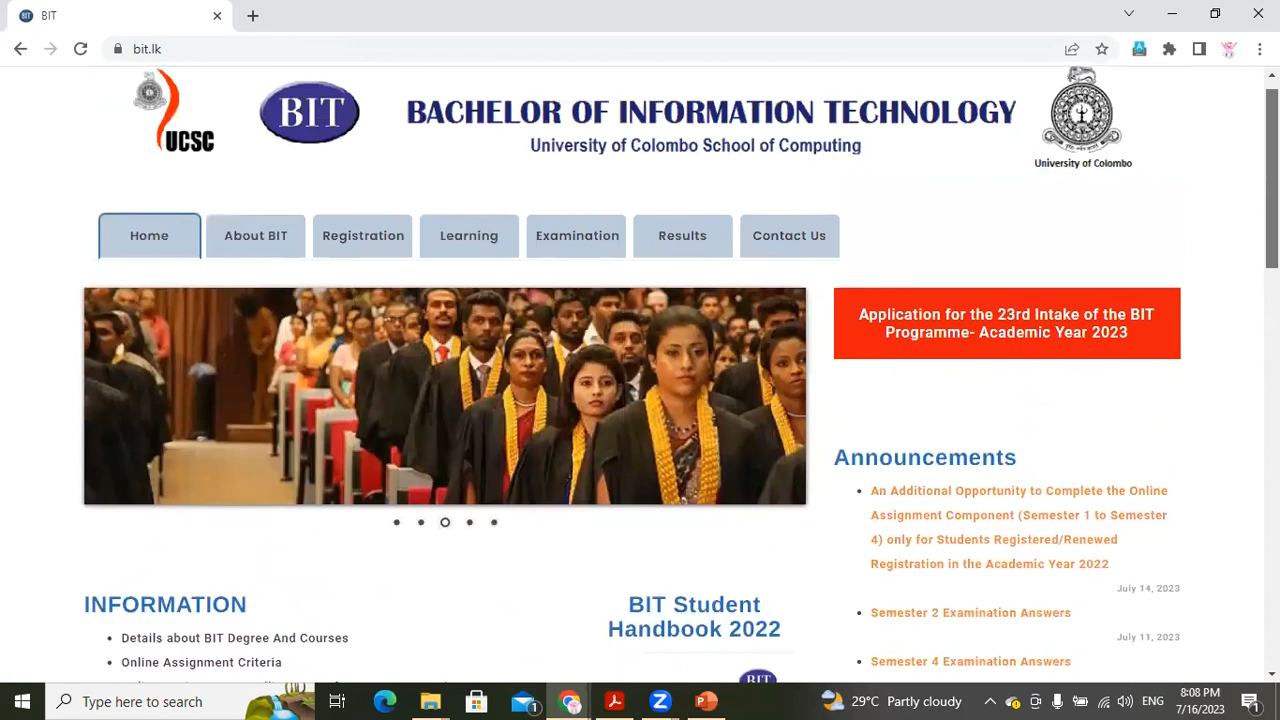 BIT
bit.lk
UCSC
BIT
BACHELOR OF INFORMATION TECHNOLOGY
University of Colombo School of Computing
University of Colombo
Home
About BIT
Registration
Learning
Examination
Results
Contact Us
Application for the 23rd Intake of the BIT
Programme- Academic Year 2023
Announcements
An Additional Opportunity to Complete the Online
Assignment Component (Semester 1 to Semester
4) only for Students Registered/Renewed
Registration in the Academic Year 2022
July 14, 2023
Semester 2 Examination Answers
July 11, 2023
Semester 4 Examination Answers
INFORMATION
Details about BIT Degree And Courses
Online Assignment Criteria
BIT Student
Handbook 2022
BIT
Type here to search
1
29°C Partly cloudy
ENG
8:08 PM
7/16/2023
1